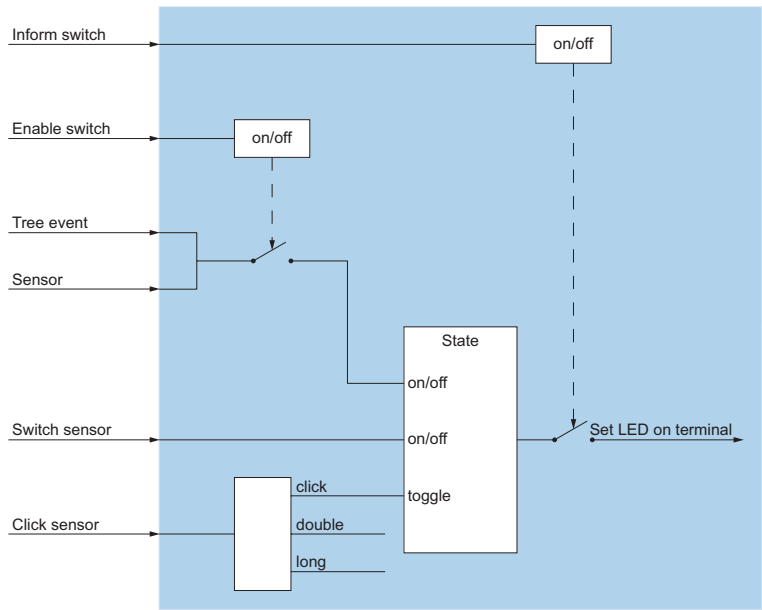 Inform switch
on/off
Enable switch
on/off
Tree event
Sensor
State
on/off
Switch sensor
on/off
Set LED on terminal
click
toggle
Click sensor
double
long